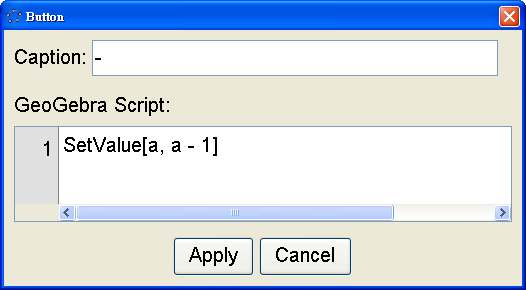 Button
Caption: -
GeoGebra Script:
1 SetValue[a, a - 1]
Apply Cancel